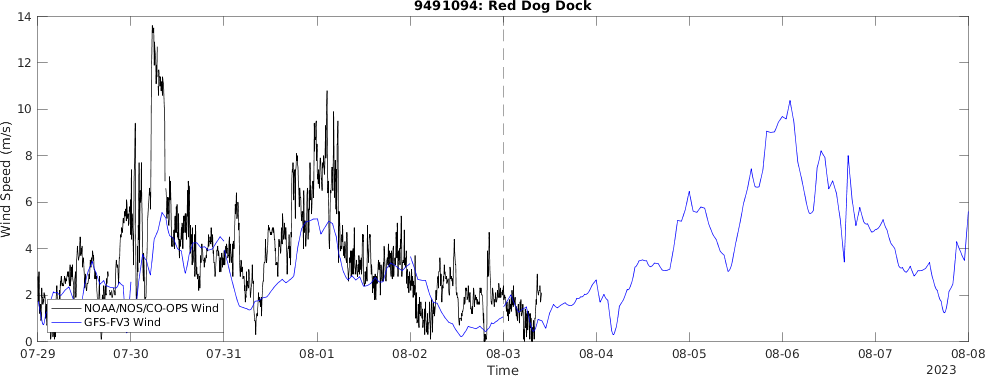 9491094: Red Dog Dock
14
12
10
8
6
4
2
0
Wind Speed (m/s)
NOAA/NOS/CO-OPS Wind
GFS-FV3 Wind
07-29 07-30 07-31 08-01 08-02 08-03 08-04 08-05 08-06 08-07 08-08
Time
2023